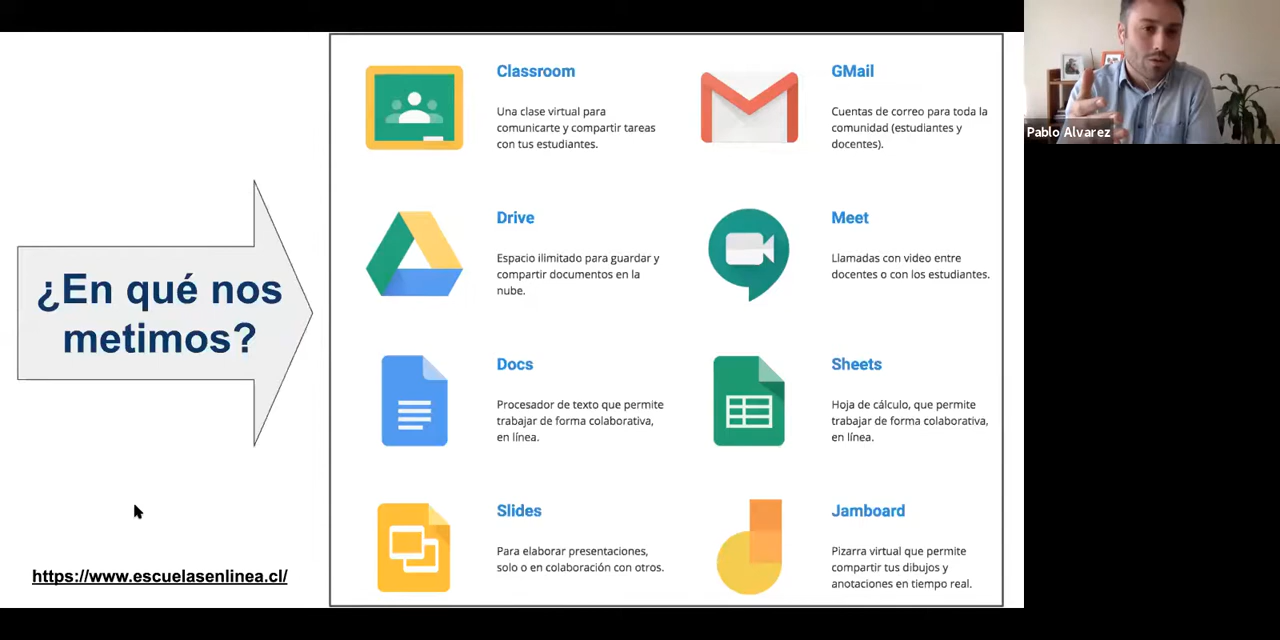 ¿En qué nos
metimos?
https://www.escuelasenlinea.cl/
Classroom
Una clase virtual para
comunicarte y compartir tareas
con tus estudiantes.
GMail
Cuentas de correo para toda la
comunidad (estudiantes y
docentes).
Drive
Espacio ilimitado para guardar y
compartir documentos en la
nube.
Meet
Llamadas con video entre
docentes o con los estudiantes.
Docs
Procesador de texto que permite
trabajar de forma colaborativa,
en línea.
Sheets
Hoja de cálculo, que permite
trabajar de forma colaborativa,
en línea.
Slides
Para elaborar presentaciones,
solo o en colaboración con otros.
Jamboard
Pizarra virtual que permite
compartir tus dibujos y
anotaciones en tiempo real.
Pablo Alvarez